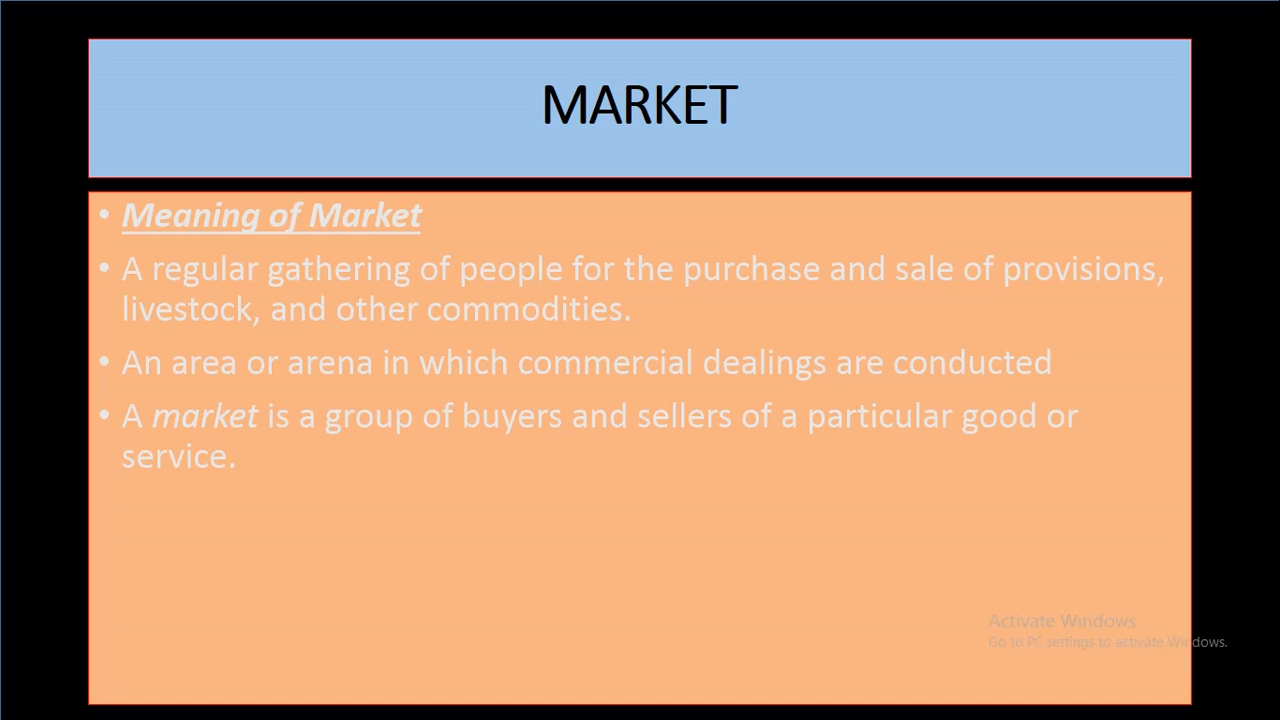 MARKET
• Meaning of Market
• A regular gathering of people for the purchase and sale of provisions,
livestock, and other commodities.
• An area or arena in which commercial dealings are conducted
• A market is a group of buyers and sellers of a particular good or
service.
Activate Windows
Go to PC settings to activate Windows.